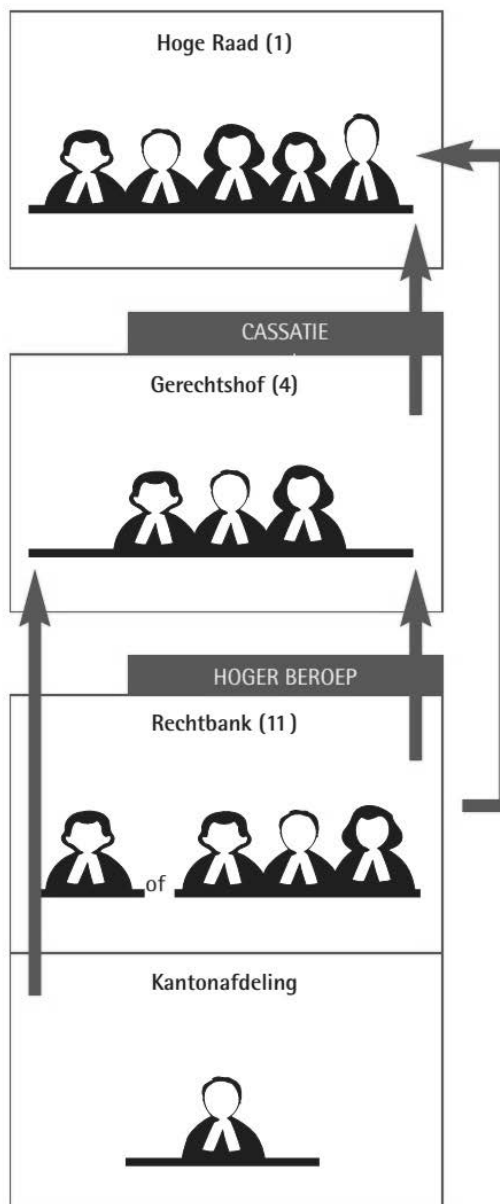 Hoge Raad (1)
CASSATIE
Gerechtshof (4)
HOGER BEROEP
Rechtbank (11)
of
Kantonafdeling